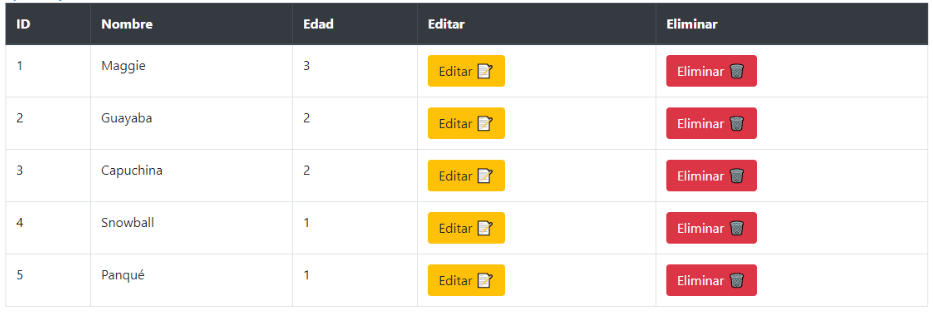 ID Nombre Edad Editar Eliminar
1 Maggie 3 Editar 📝 Eliminar 🗑
2 Guayaba 2 Editar 📝 Eliminar 🗑
3 Capuchina 2 Editar 📝 Eliminar 🗑
4 Snowball 1 Editar 📝 Eliminar 🗑
5 Panqué 1 Editar 📝 Eliminar 🗑